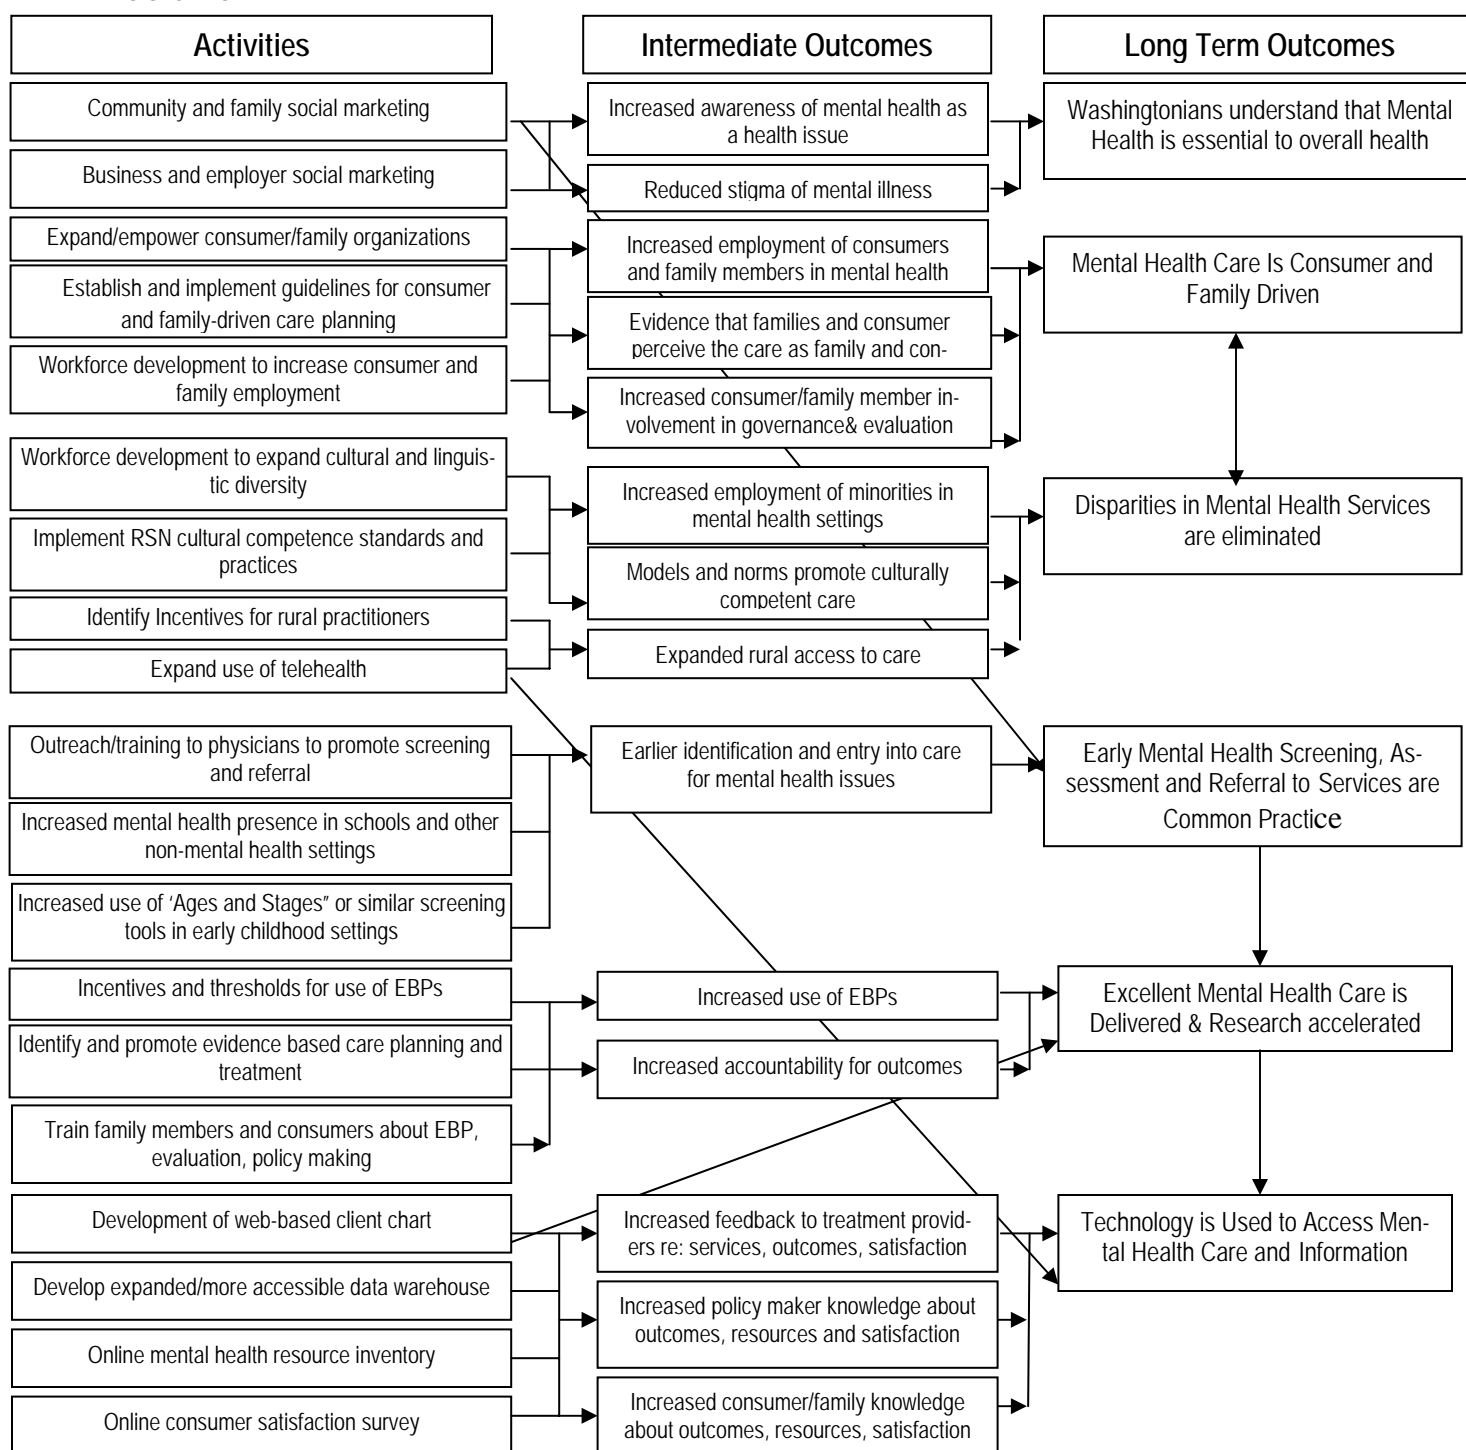 Activities
Intermediate Outcomes
Long Term Outcomes
Community and family social marketing
Business and employer social marketing
Expand/empower consumer/family organizations
Establish and implement guidelines for consumer
and family-driven care planning
Workforce development to increase consumer and
family employment
Workforce development to expand cultural and linguis-
tic diversity
Implement RSN cultural competence standards and
practices
Identify Incentives for rural practitioners
Expand use of telehealth
Outreach/training to physicians to promote screening
and referral
Increased mental health presence in schools and other
non-mental health settings
Increased use of ‘Ages and Stages” or similar screening
tools in early childhood settings
Incentives and thresholds for use of EBPs
Identify and promote evidence based care planning and
treatment
Train family members and consumers about EBP,
evaluation, policy making
Development of web-based client chart
Develop expanded/more accessible data warehouse
Online mental health resource inventory
Online consumer satisfaction survey
Increased awareness of mental health as
a health issue
Reduced stigma of mental illness
Increased employment of consumers
and family members in mental health
Evidence that families and consumer
perceive the care as family and con-
Increased consumer/family member in-
volvement in governance& evaluation
Increased employment of minorities in
mental health settings
Models and norms promote culturally
competent care
Expanded rural access to care
Earlier identification and entry into care
for mental health issues
Increased use of EBPs
Increased accountability for outcomes
Increased feedback to treatment provid-
ers re: services, outcomes, satisfaction
Increased policy maker knowledge about
outcomes, resources and satisfaction
Increased consumer/family knowledge
about outcomes, resources, satisfaction
Washingtonians understand that Mental
Health is essential to overall health
Mental Health Care Is Consumer and
Family Driven
Disparities in Mental Health Services
are eliminated
Early Mental Health Screening, As-
sessment and Referral to Services are
Common Practice
Excellent Mental Health Care is
Delivered & Research accelerated
Technology is Used to Access Men-
tal Health Care and Information